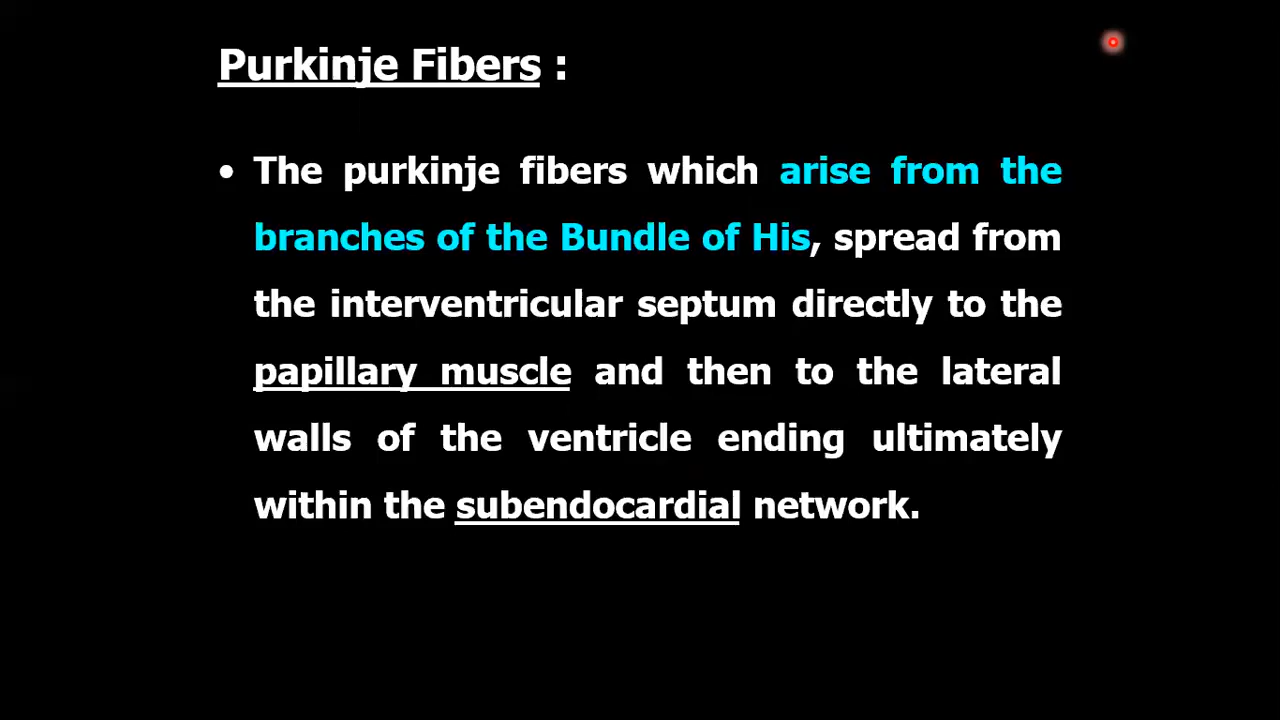 Purkinje Fibers :
• The purkinje fibers which arise from the
branches of the Bundle of His, spread from
the interventricular septum directly to the
papillary muscle and then to the lateral
walls of the ventricle ending ultimately
within the subendocardial network.